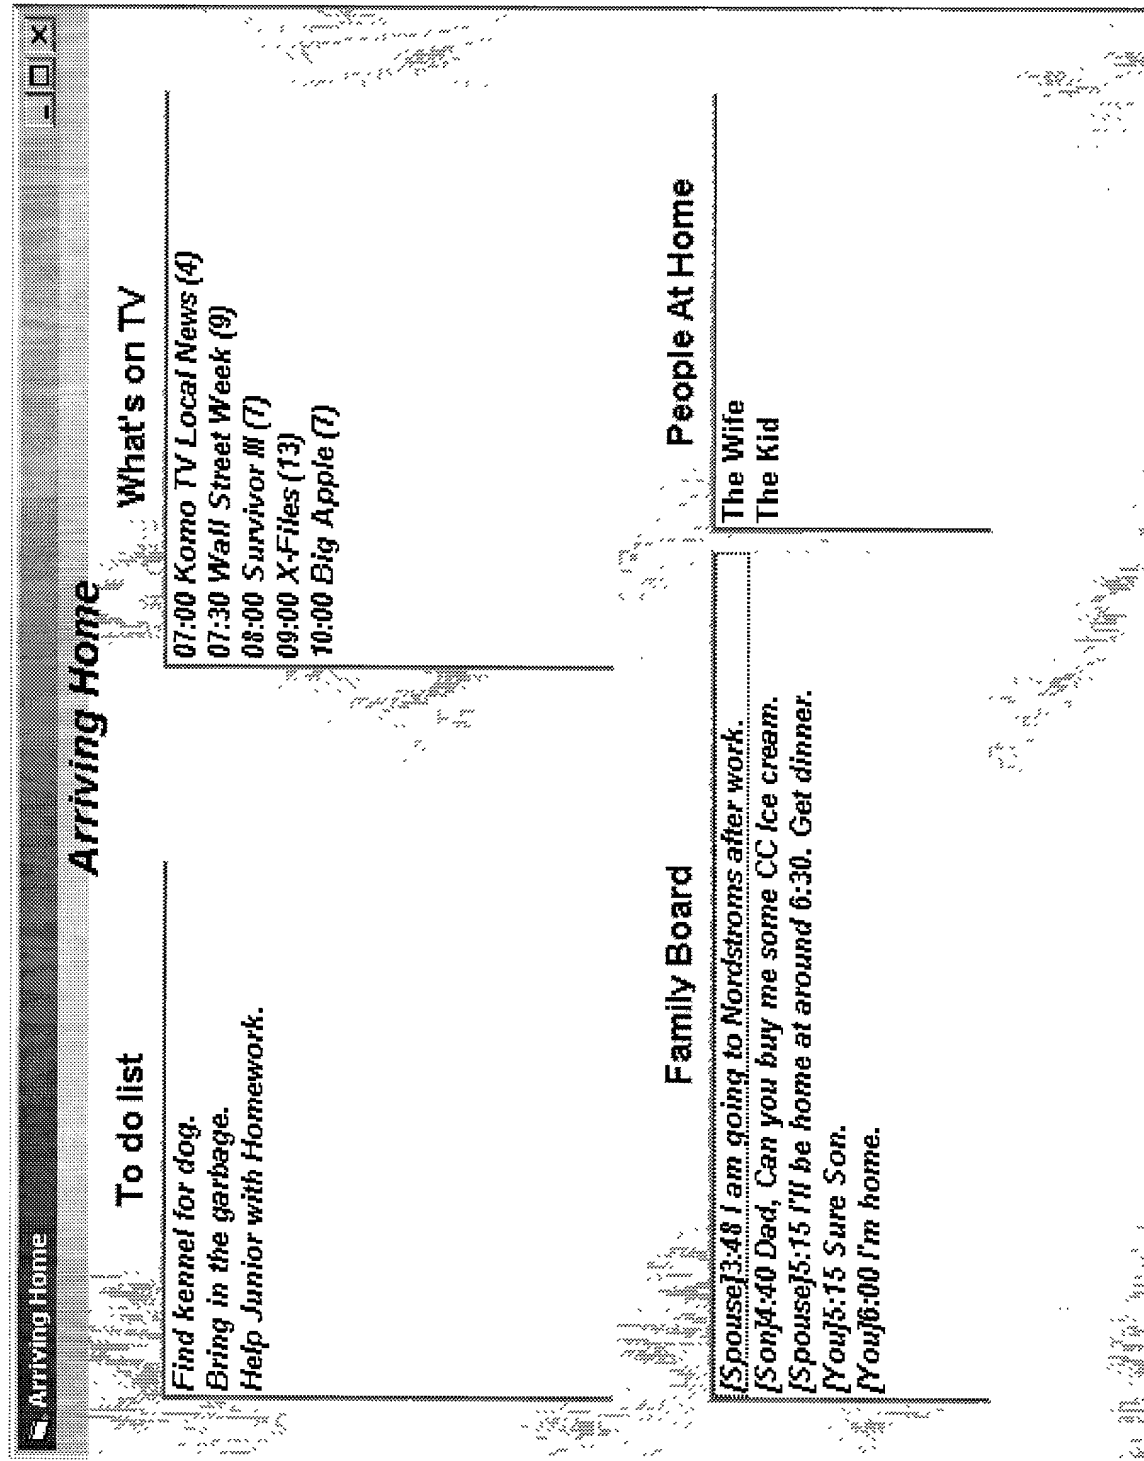 Arriving Home
Arriving Home
To do list
Find kennel for dog.
Bring in the garbage.
Help Junior with Homework.
What's on TV
07:00 Komo TV Local News (4)
07:30 Wall Street Week (9)
08:00 Survivor III (7)
09:00 X-Files (13)
10:00 Big Apple (7)
Family Board
[Spouse]3:48 I am going to Nordstroms after work.
[Son]4:40 Dad, Can you buy me some CC Ice cream.
[Spouse]5:15 I'll be home at around 6:30. Get dinner.
[You]5:15 Sure Son.
[You]6:00 I'm home.
People At Home
The Wife
The Kid